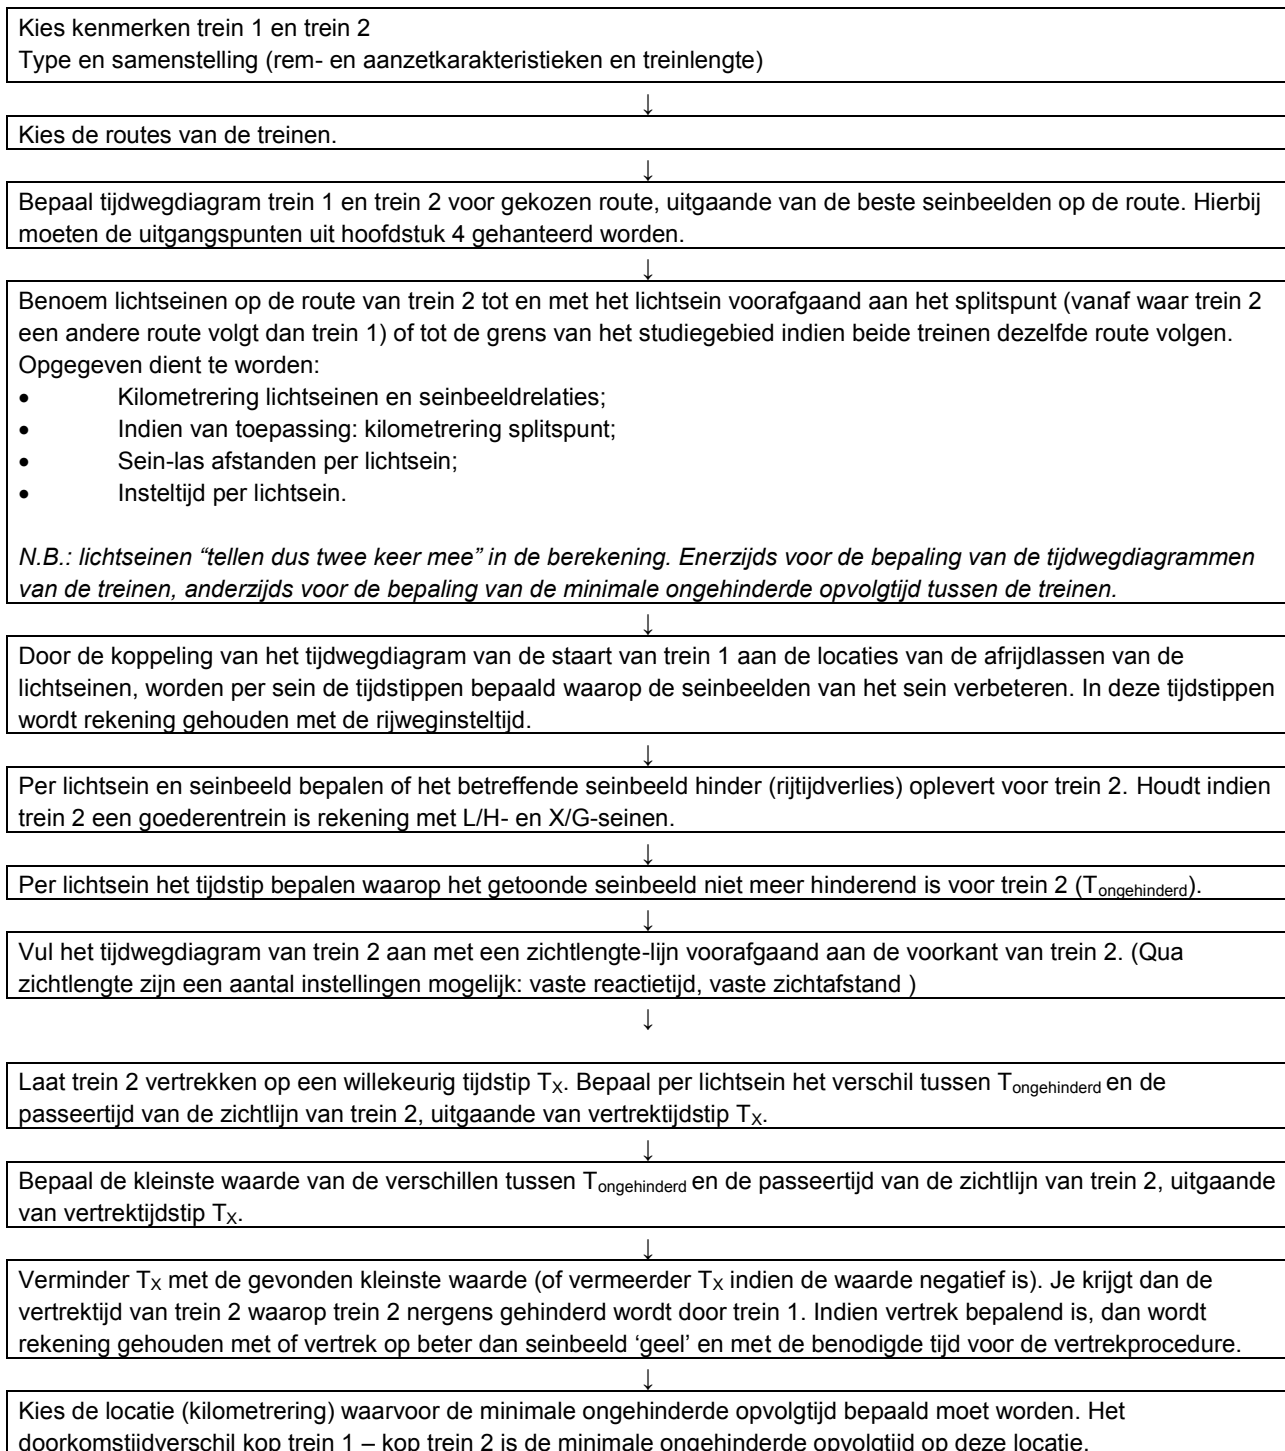 Kies kenmerken trein 1 en trein 2
Type en samenstelling (rem- en aanzetkarakteristieken en treinlengte)
↓
Kies de routes van de treinen.
↓
Bepaal tijdwegdiagram trein 1 en trein 2 voor gekozen route, uitgaande van de beste seinbeelden op de route. Hierbij
moeten de uitgangspunten uit hoofdstuk 4 gehanteerd worden.
↓
Benoem lichtseinen op de route van trein 2 tot en met het lichtsein voorafgaand aan het splitspunt (vanaf waar trein 2
een andere route volgt dan trein 1) of tot de grens van het studiegebied indien beide treinen dezelfde route volgen.
Opgegeven dient te worden:
• Kilometrering lichtseinen en seinbeeldrelaties;
• Indien van toepassing: kilometrering splitspunt;
• Sein-las afstanden per lichtsein;
• Insteltijd per lichtsein.
N.B.: lichtseinen “tellen dus twee keer mee” in de berekening. Enerzijds voor de bepaling van de tijdwegdiagrammen
van de treinen, anderzijds voor de bepaling van de minimale ongehinderde opvolgtijd tussen de treinen.
↓
Door de koppeling van het tijdwegdiagram van de staart van trein 1 aan de locaties van de afrijdlassen van de
lichtseinen, worden per sein de tijdstippen bepaald waarop de seinbeelden van het sein verbeteren. In deze tijdstippen
wordt rekening gehouden met de rijweginsteltijd.
↓
Per lichtsein en seinbeeld bepalen of het betreffende seinbeeld hinder (rijtijdverlies) oplevert voor trein 2. Houdt indien
trein 2 een goederentrein is rekening met L/H- en X/G-seinen.
↓
Per lichtsein het tijdstip bepalen waarop het getoonde seinbeeld niet meer hinderend is voor trein 2 (Tongehinderd).
↓
Vul het tijdwegdiagram van trein 2 aan met een zichtlengte-lijn voorafgaand aan de voorkant van trein 2. (Qua
zichtlengte zijn een aantal instellingen mogelijk: vaste reactietijd, vaste zichtafstand )
↓
Laat trein 2 vertrekken op een willekeurig tijdstip TX. Bepaal per lichtsein het verschil tussen Tongehinderd en de
passeertijd van de zichtlijn van trein 2, uitgaande van vertrektijdstip TX.
↓
Bepaal de kleinste waarde van de verschillen tussen Tongehinderd en de passeertijd van de zichtlijn van trein 2, uitgaande
van vertrektijdstip TX.
↓
Verminder TX met de gevonden kleinste waarde (of vermeerder TX indien de waarde negatief is). Je krijgt dan de
vertrektijd van trein 2 waarop trein 2 nergens gehinderd wordt door trein 1. Indien vertrek bepalend is, dan wordt
rekening gehouden met of vertrek op beter dan seinbeeld ‘geel’ en met de benodigde tijd voor de vertrekprocedure.
↓
Kies de locatie (kilometrering) waarvoor de minimale ongehinderde opvolgtijd bepaald moet worden. Het
doorkomstijdverschil kop trein 1 – kop trein 2 is de minimale ongehinderde opvolgtijd op deze locatie.